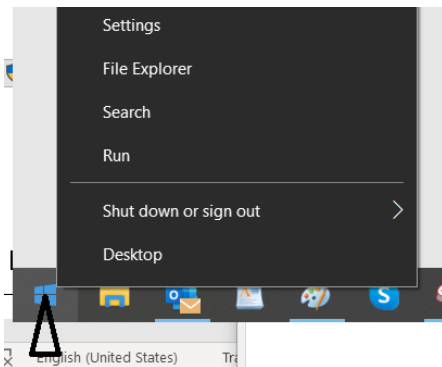 Settings
File Explorer
Search
Run
Shut down or sign out
Desktop
English (United States)